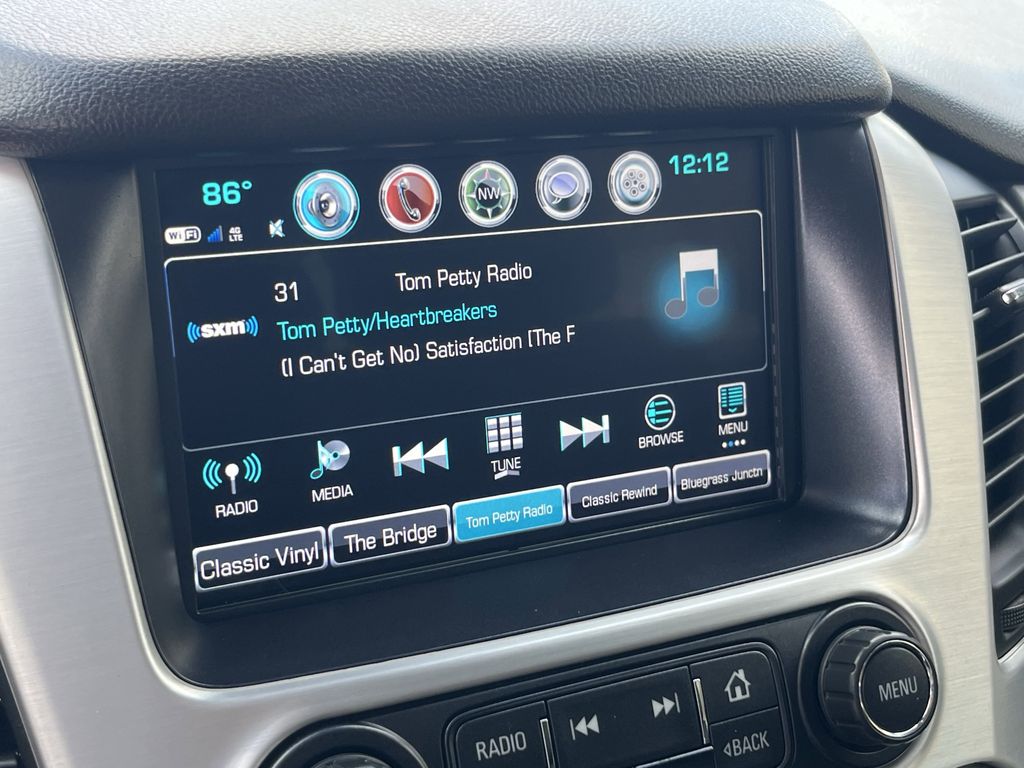 86°
NW
12:12
WiFi
4G
LTE
31
Tom Petty Radio
sxm
Tom Petty/Heartbreakers
(I Can't Get No) Satisfaction [The F
RADIO
MEDIA
TUNE
BROWSE
MENU
Classic Vinyl
The Bridge
Tom Petty Radio
Classic Rewind
Bluegrass Junctn
RADIO
BACK
MENU